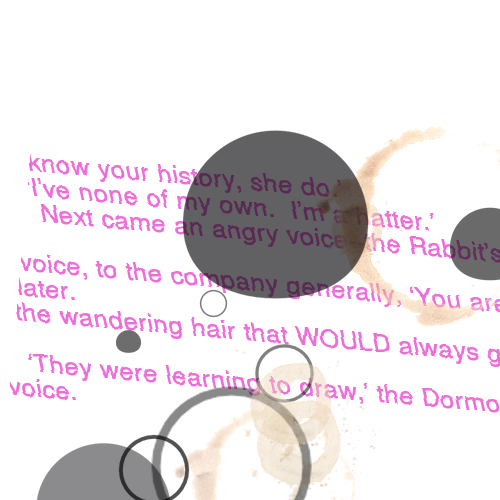 know your history, she do.'
'I've none of my own. I'm a hatter.'
Next came an angry voice—the Rabbit's
voice, to the company generally, 'You are
later.
the wandering hair that WOULD always g
'They were learning to draw,' the Dormo
voice.